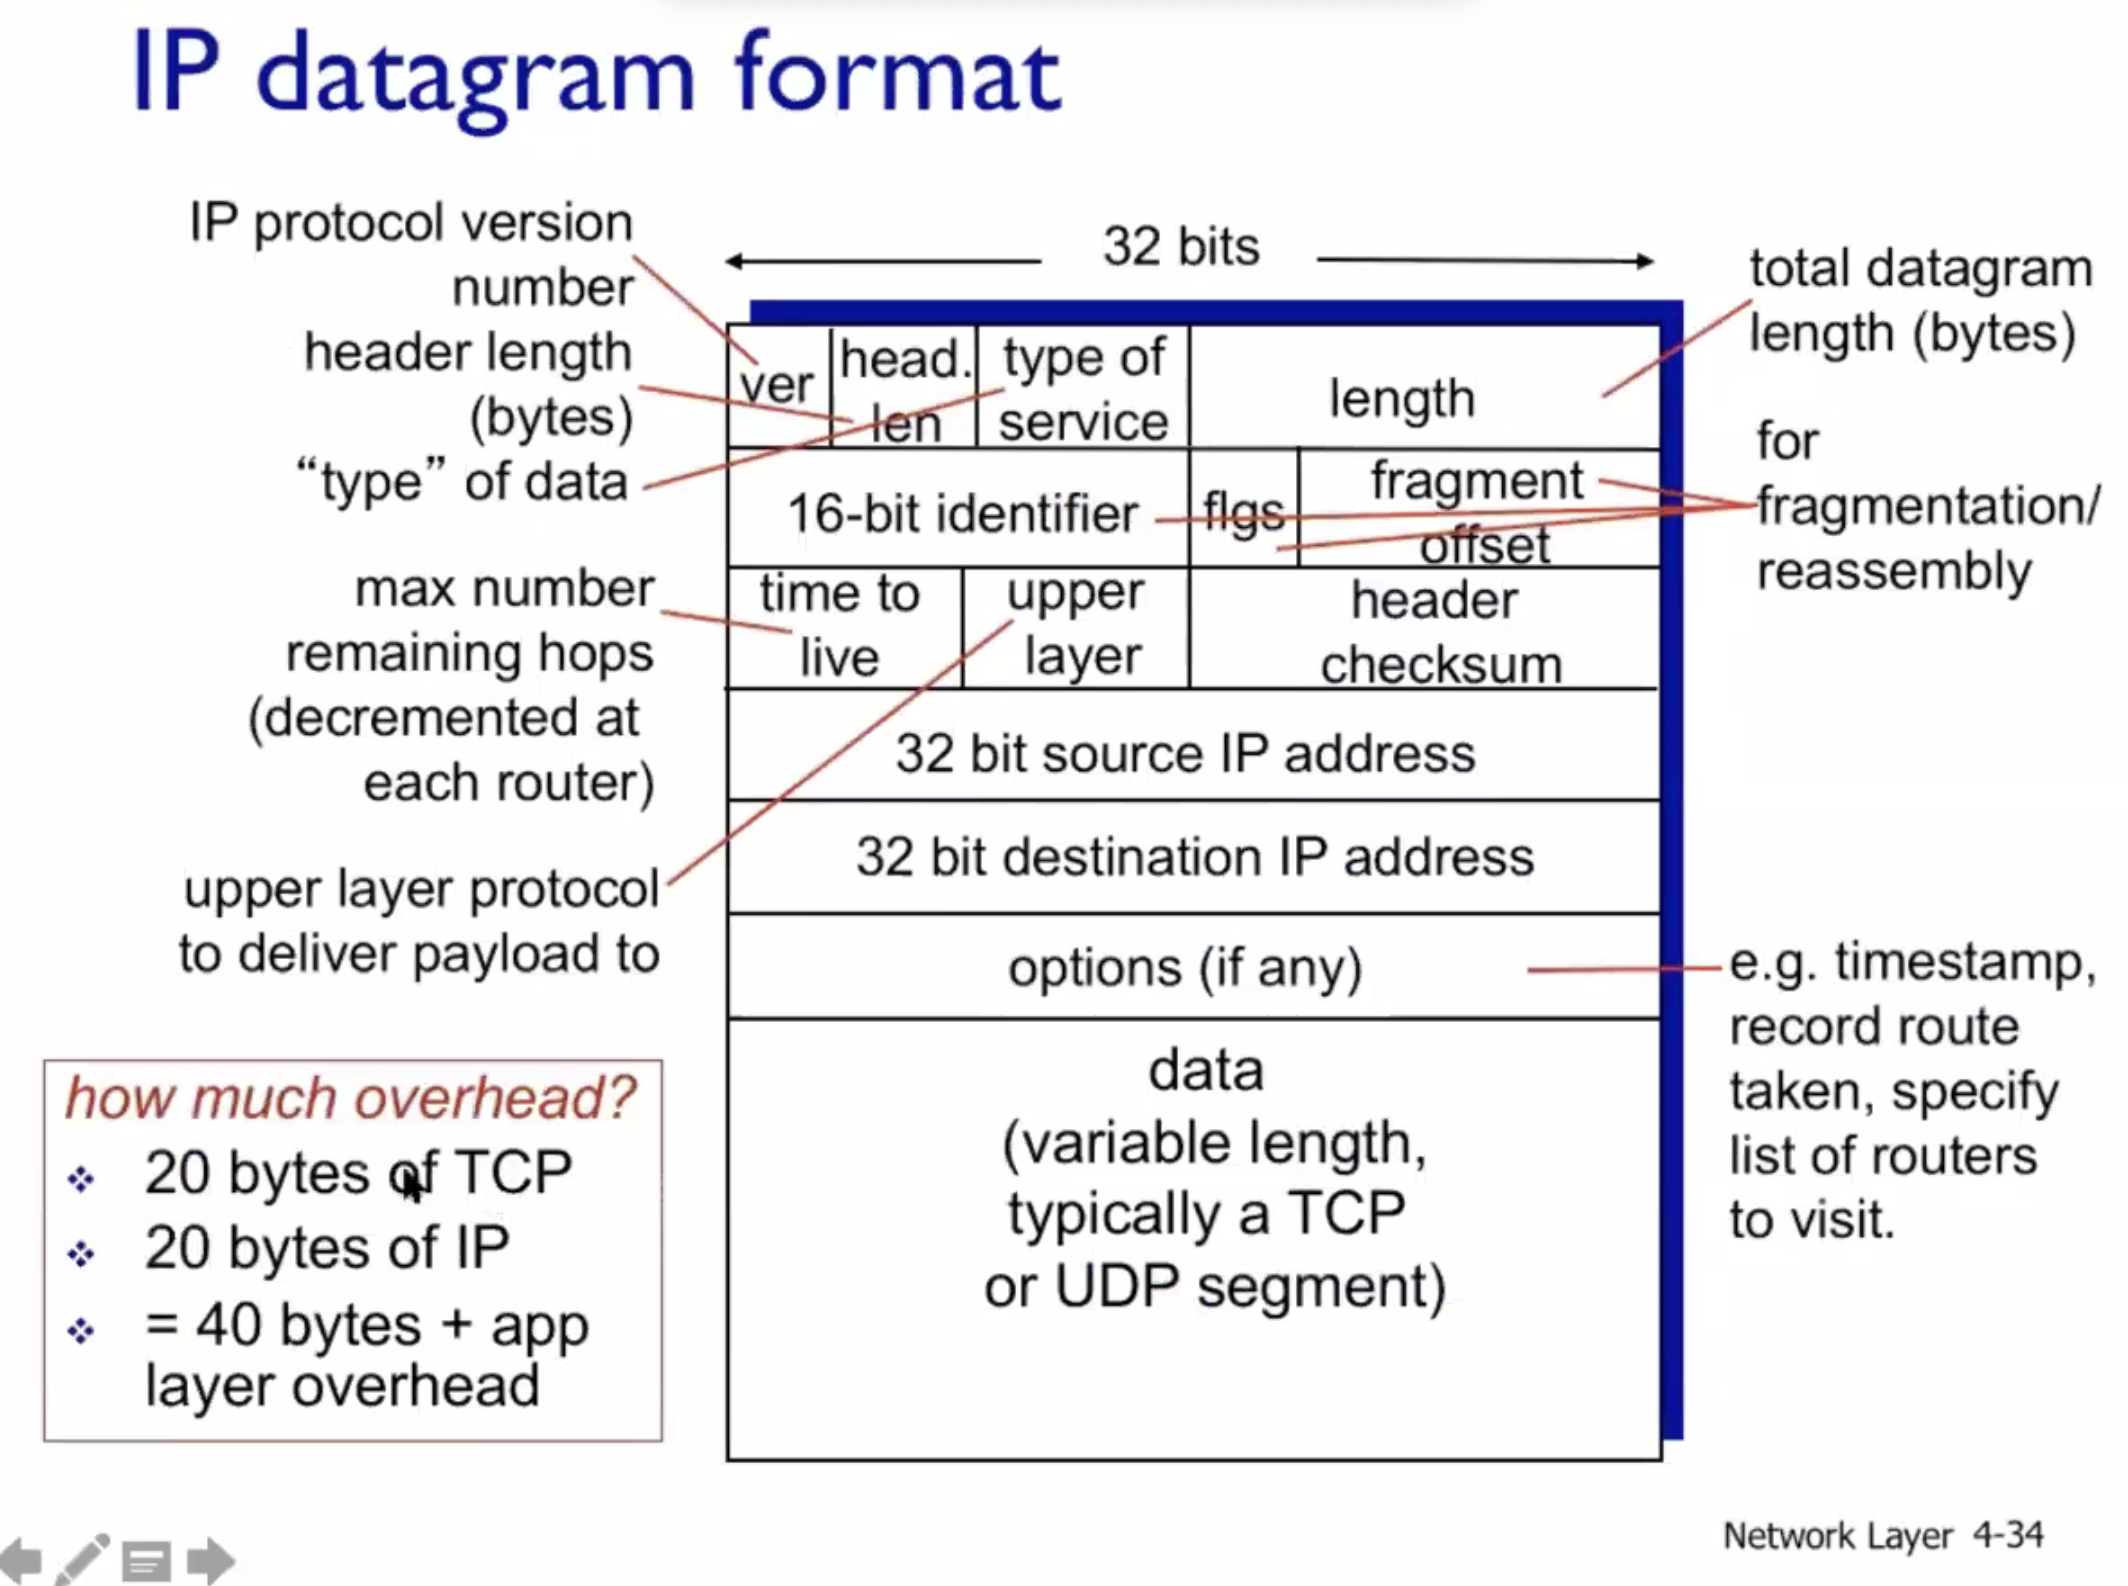 IP datagram format
IP protocol version
number
header length
(bytes)
“type” of data
max number
remaining hops
(decremented at
each router)
upper layer protocol
to deliver payload to
how much overhead?
20 bytes of TCP
20 bytes of IP
= 40 bytes + app
layer overhead
32 bits
ver
head.
len
type of
service
length
16-bit identifier
flgs
fragment
offset
time to
live
upper
layer
header
checksum
32 bit source IP address
32 bit destination IP address
options (if any)
data
(variable length,
typically a TCP
or UDP segment)
total datagram
length (bytes)
for
fragmentation/
reassembly
e.g. timestamp,
record route
taken, specify
list of routers
to visit.
Network Layer 4-34